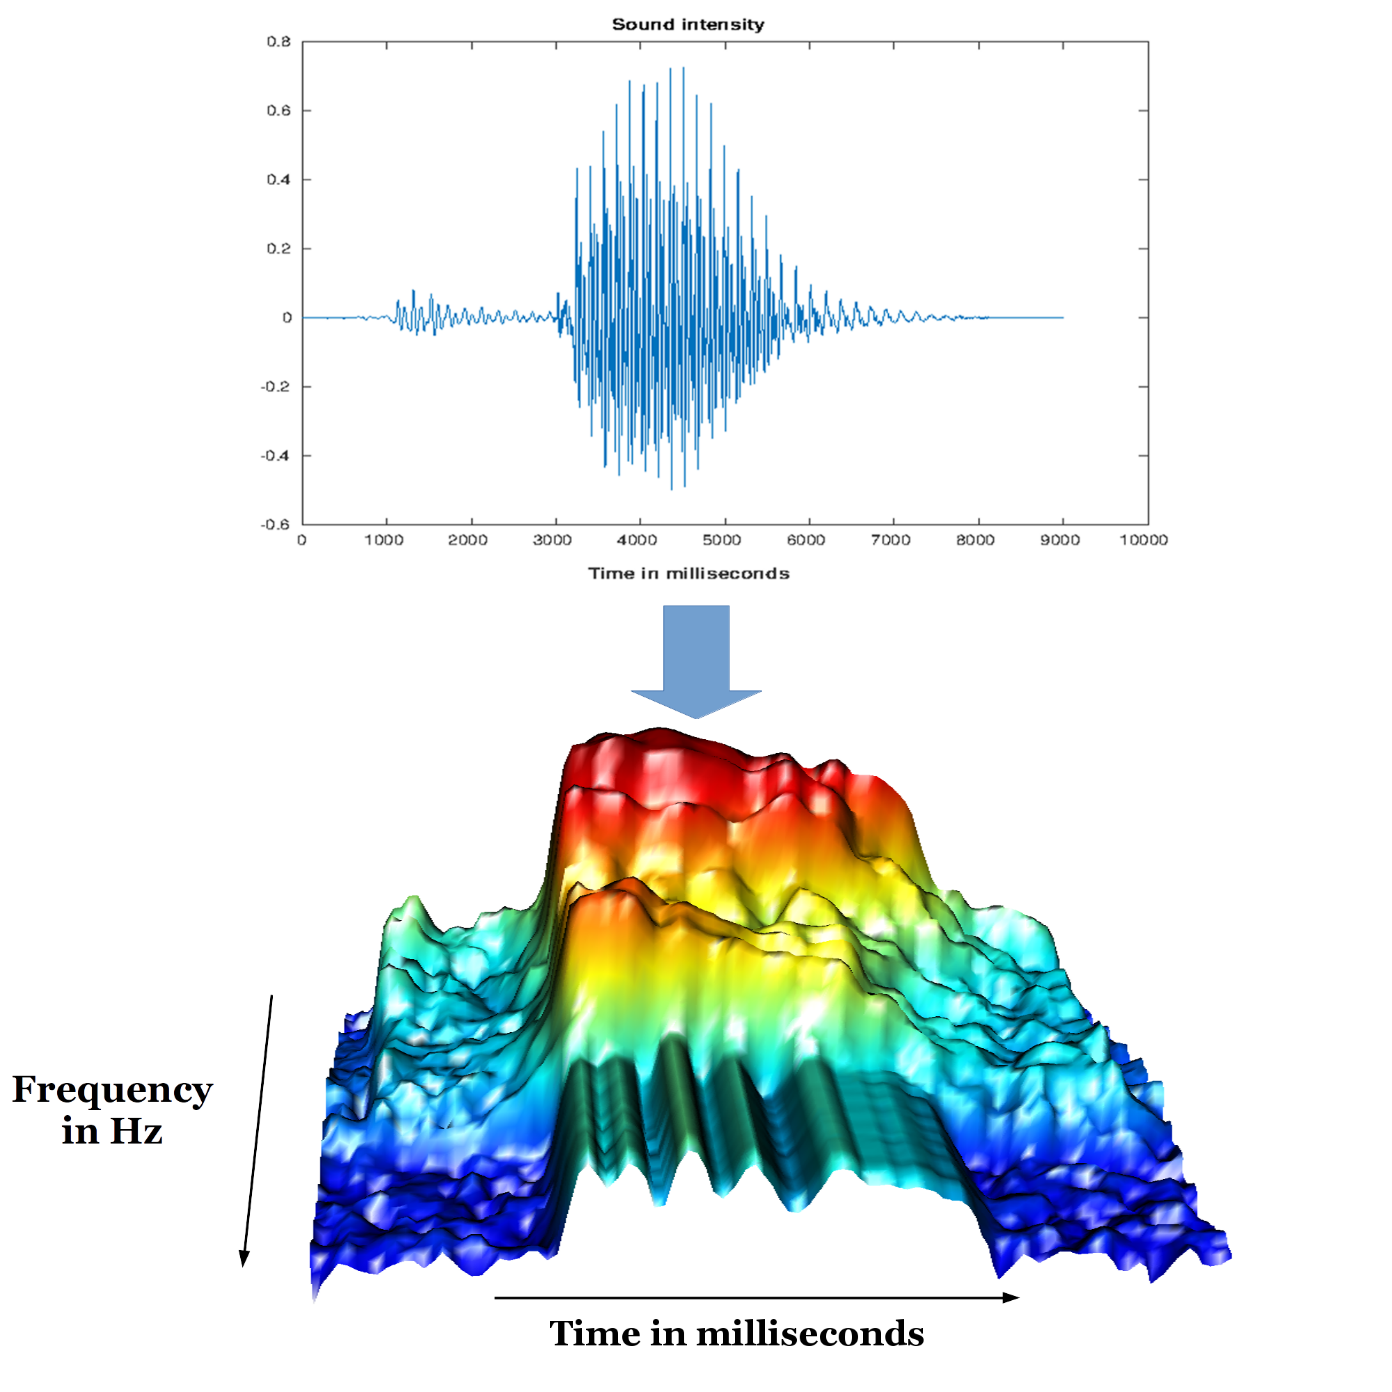 Sound intensity
0.8
0.6
0.4
0.2
0
-0.2
-0.4
-0.6
0 1000 2000 3000 4000 5000 6000 7000 8000 9000 10000
Time in milliseconds
Frequency
in Hz
Time in milliseconds